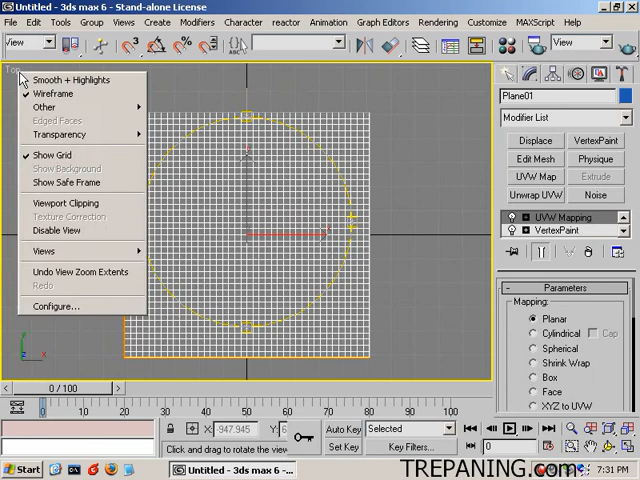 Untitled - 3ds max 6 - Stand-alone License
File Edit Tools Group Views Create Modifiers Character reactor Animation Graph Editors Rendering Customize MAXScript Help
View
View
Top
Smooth + Highlights
Wireframe
Other
Edged Faces
Transparency
Show Grid
Show Background
Show Safe Frame
Viewport Clipping
Texture Correction
Disable View
Views
Undo View Zoom Extents
Redo
Configure...
Plane01
Modifier List
Displace VertexPaint
Edit Mesh Physique
UVW Map Extrude
Unwrap UVW Noise
UVW Mapping
VertexPaint
- Parameters
Mapping:
Planar
Cylindrical Cap
Spherical
Shrink Wrap
Box
Face
XYZ to UVW
0 / 100
0 10 20 30 40 50 60 70 80 90 100
X: -947.945 Y: 6
Click and drag to rotate the view
Auto Key Selected
Set Key Key Filters...
0
Start
Untitled - 3ds max 6 -...
7:31 PM
TREPANING.com